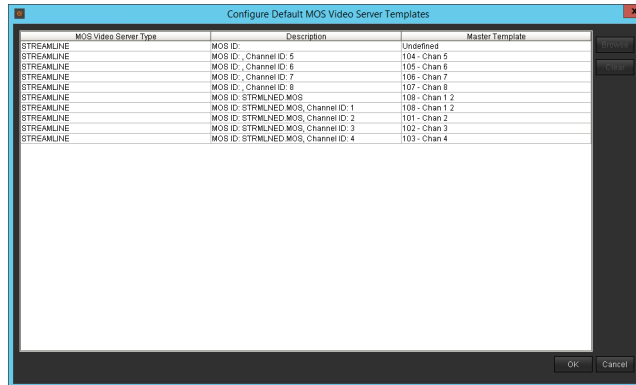 Configure Default MOS Video Server Templates
x
MOS Video Server Type Description Master Template
STREAMLINE MOS ID: Undefined
STREAMLINE MOS ID: , Channel ID: 5 104 - Chan 5
STREAMLINE MOS ID: , Channel ID: 6 105 - Chan 6
STREAMLINE MOS ID: , Channel ID: 7 106 - Chan 7
STREAMLINE MOS ID: , Channel ID: 8 107 - Chan 8
STREAMLINE MOS ID: STRMLNED.MOS 108 - Chan 1 2
STREAMLINE MOS ID: STRMLNED.MOS, Channel ID: 1 108 - Chan 1 2
STREAMLINE MOS ID: STRMLNED.MOS, Channel ID: 2 101 - Chan 2
STREAMLINE MOS ID: STRMLNED.MOS, Channel ID: 3 102 - Chan 3
STREAMLINE MOS ID: STRMLNED.MOS, Channel ID: 4 103 - Chan 4
Browse
Clear
OK Cancel